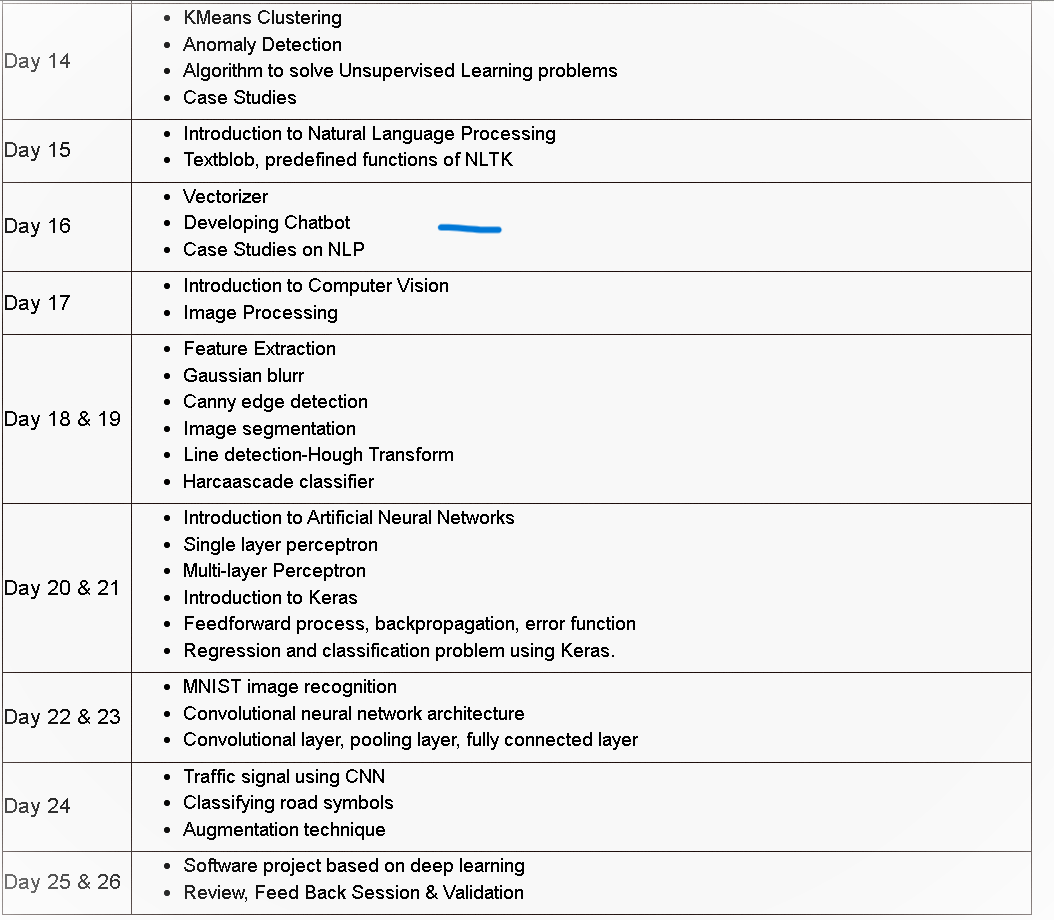 KMeans Clustering
Anomaly Detection
Day 14
Algorithm to solve Unsupervised Learning problems
Case Studies
Day 15
Introduction to Natural Language Processing
Textblob, predefined functions of NLTK
Vectorizer
Day 16
Developing Chatbot
Case Studies on NLP
Day 17
Introduction to Computer Vision
Image Processing
Feature Extraction
Gaussian blurr
Canny edge detection
Day 18 & 19
Image segmentation
Line detection-Hough Transform
Harcaascade classifier
Introduction to Artificial Neural Networks
Single layer perceptron
Multi-layer Perceptron
Day 20 & 21
Introduction to Keras
Feedforward process, backpropagation, error function
Regression and classification problem using Keras.
MNIST image recognition
Day 22 & 23
Convolutional neural network architecture
Convolutional layer, pooling layer, fully connected layer
Traffic signal using CNN
Day 24
Classifying road symbols
Augmentation technique
Day 25 & 26
Software project based on deep learning
Review, Feed Back Session & Validation